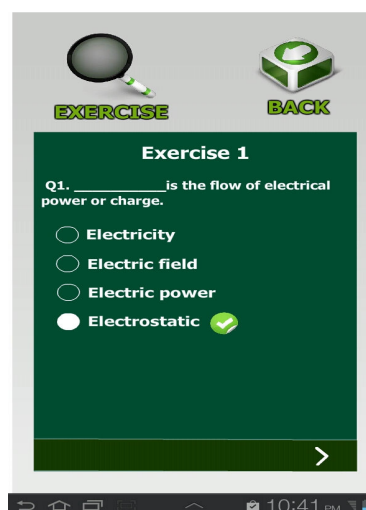 EXERCISE
BACK
Exercise 1
Q1. __________is the flow of electrical
power or charge.
Electricity
Electric field
Electric power
Electrostatic
10:41 PM